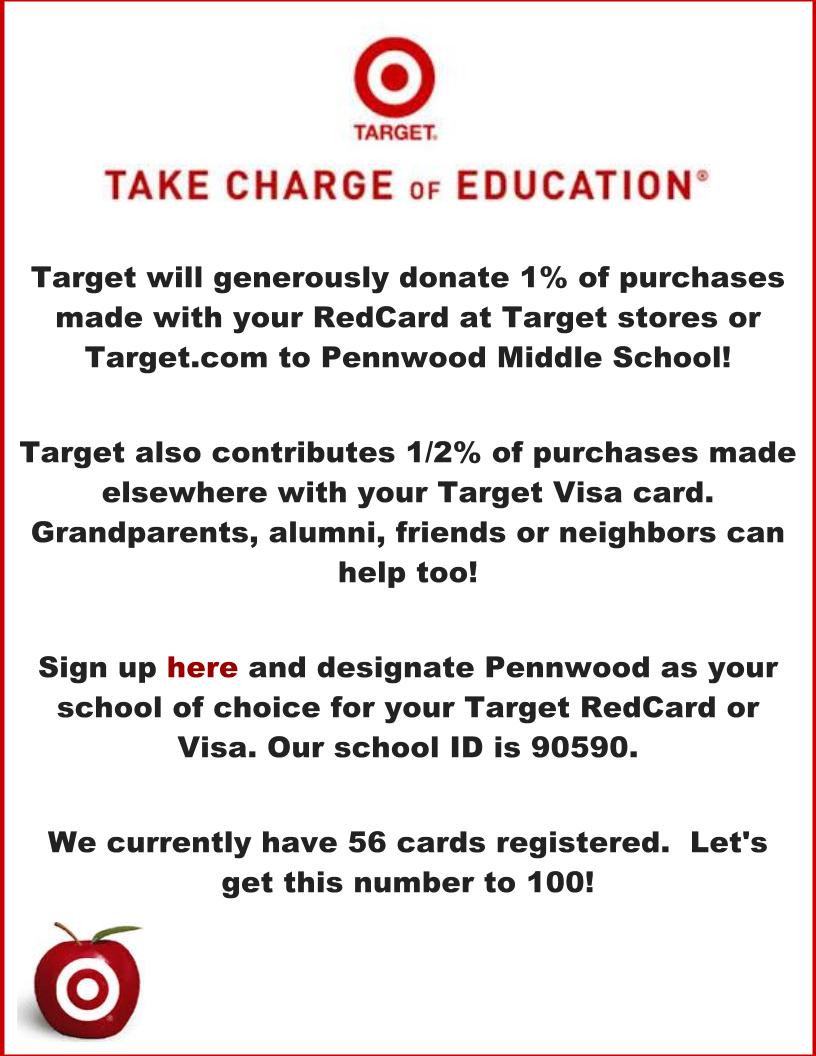 TARGET.
TAKE CHARGE OF EDUCATION®
Target will generously donate 1% of purchases
made with your RedCard at Target stores or
Target.com to Pennwood Middle School!
Target also contributes 1/2% of purchases made
elsewhere with your Target Visa card.
Grandparents, alumni, friends or neighbors can
help too!
Sign up here and designate Pennwood as your
school of choice for your Target RedCard or
Visa. Our school ID is 90590.
We currently have 56 cards registered.  Let's
get this number to 100!